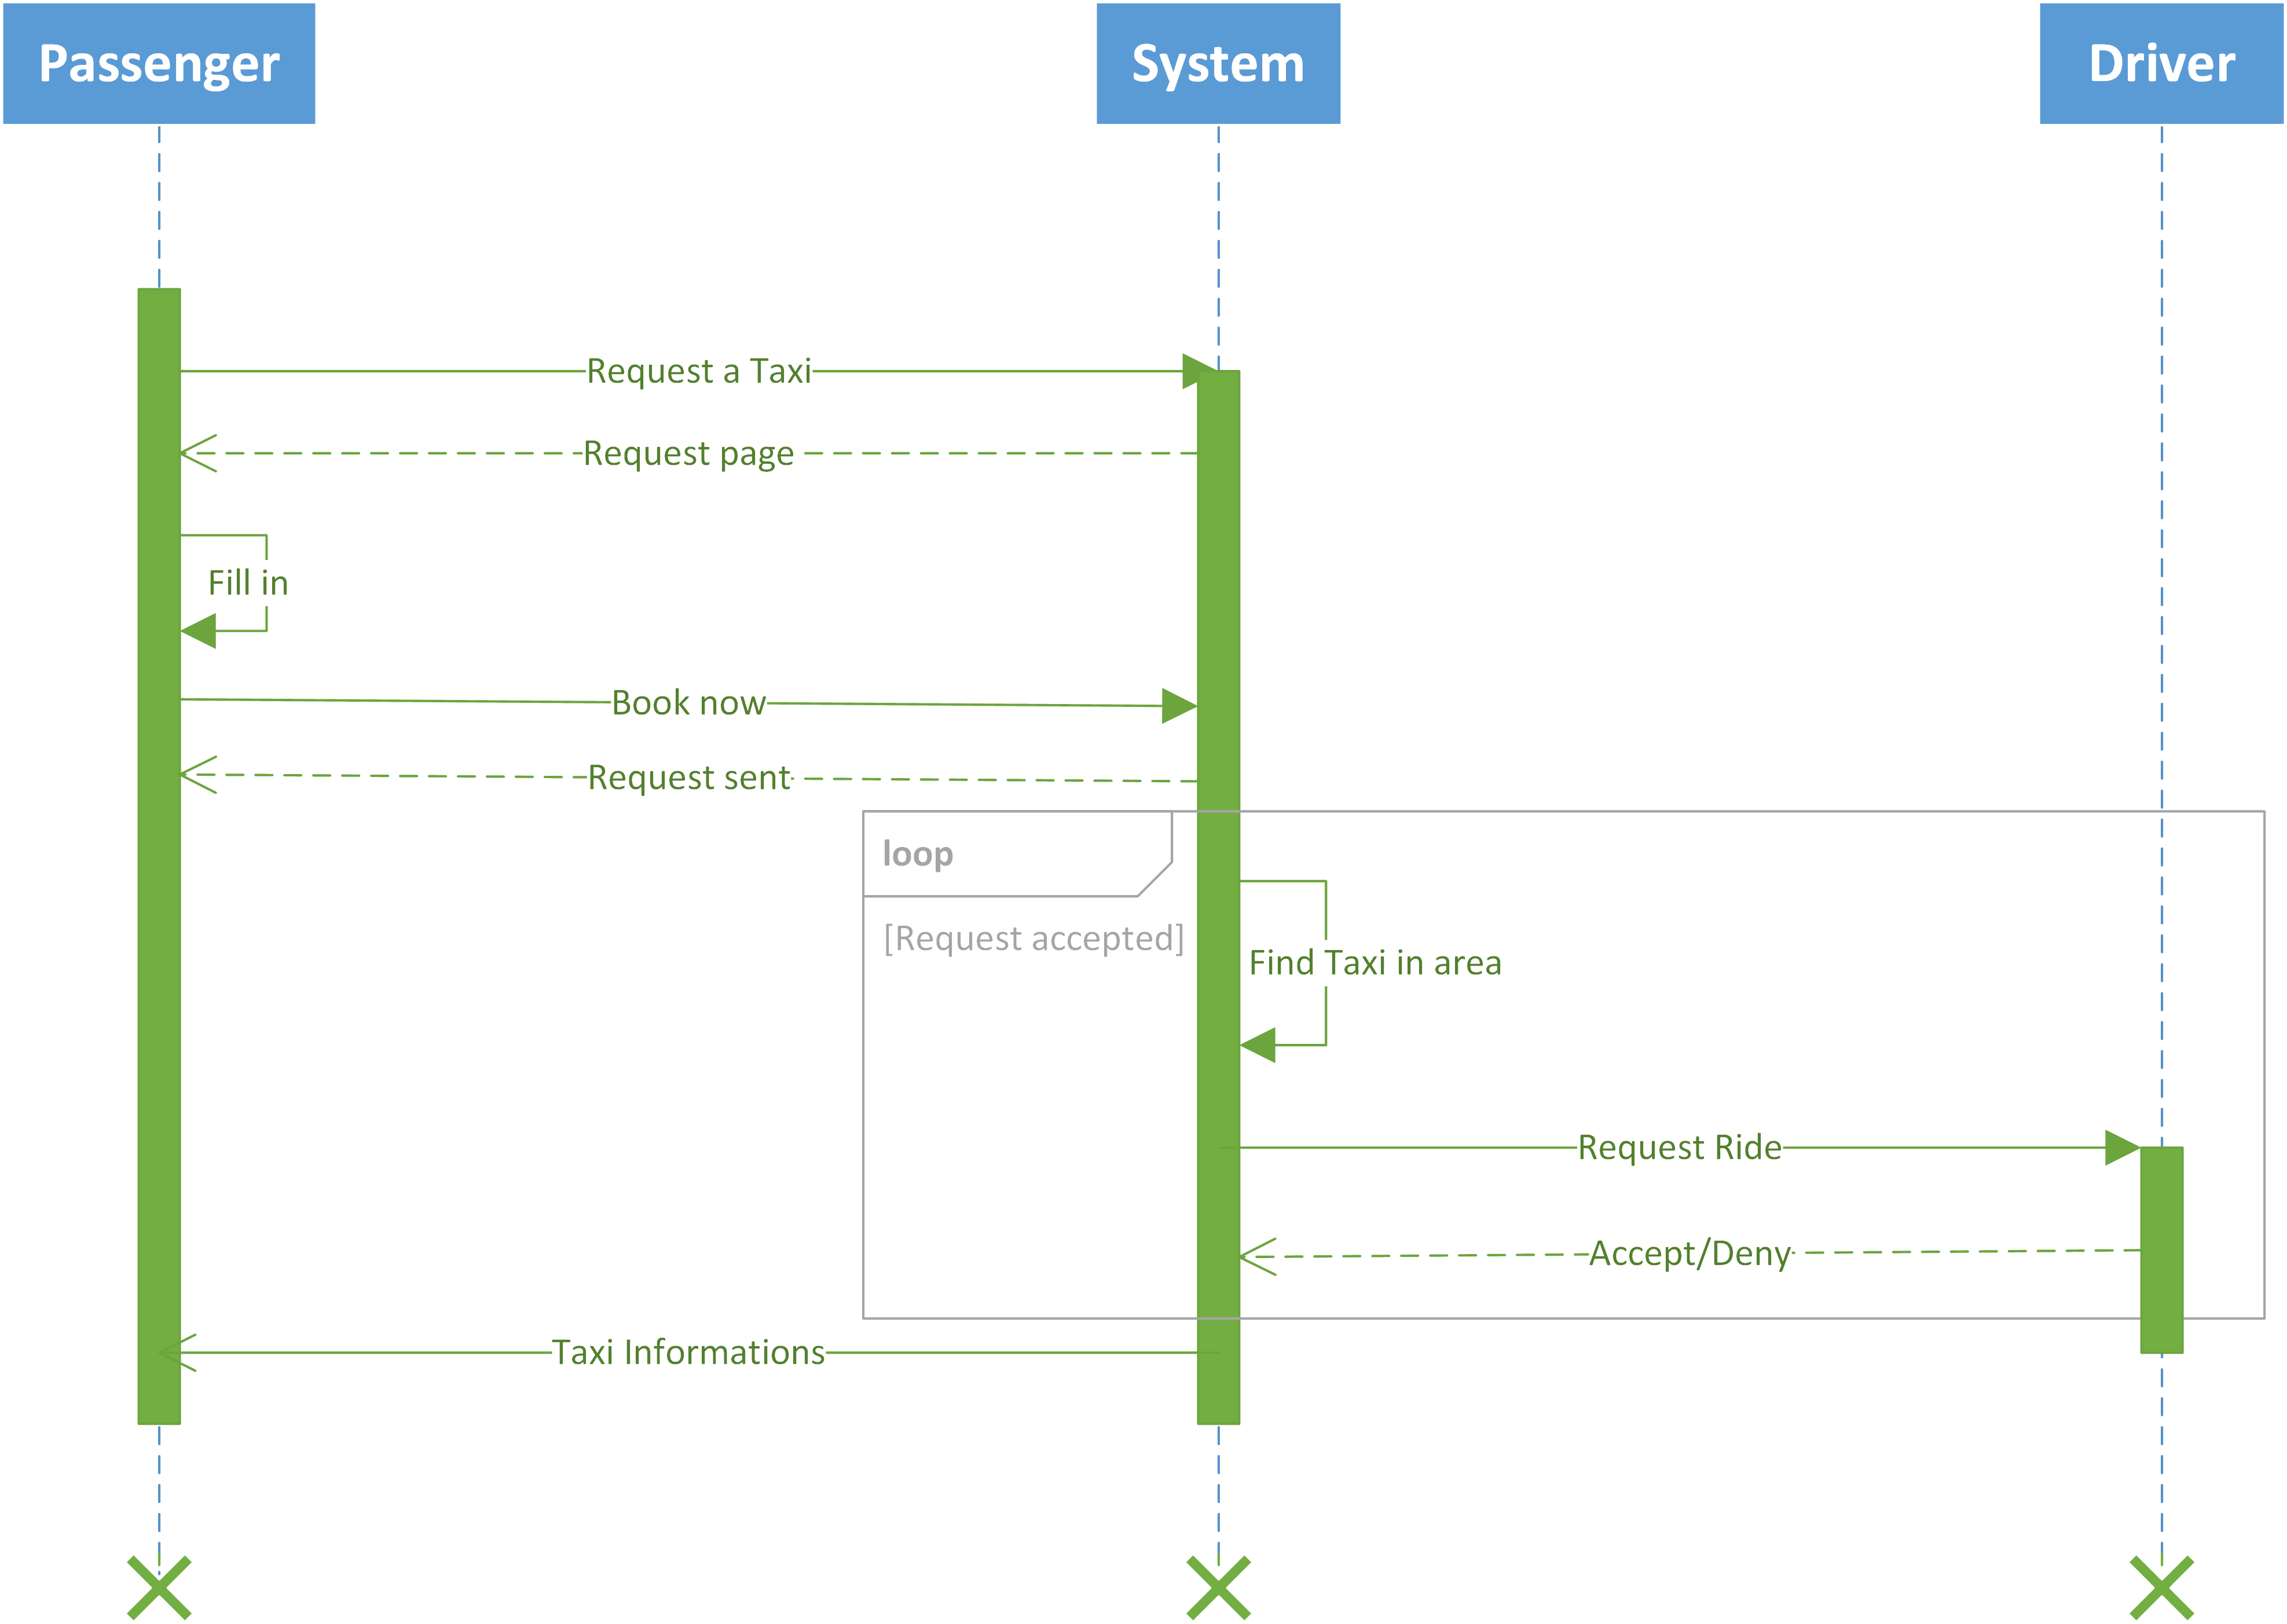 Passenger
System
Driver
Request a Taxi
Request page
Fill in
Book now
Request sent
loop
[Request accepted]
Find Taxi in area
Request Ride
Accept/Deny
Taxi Informations